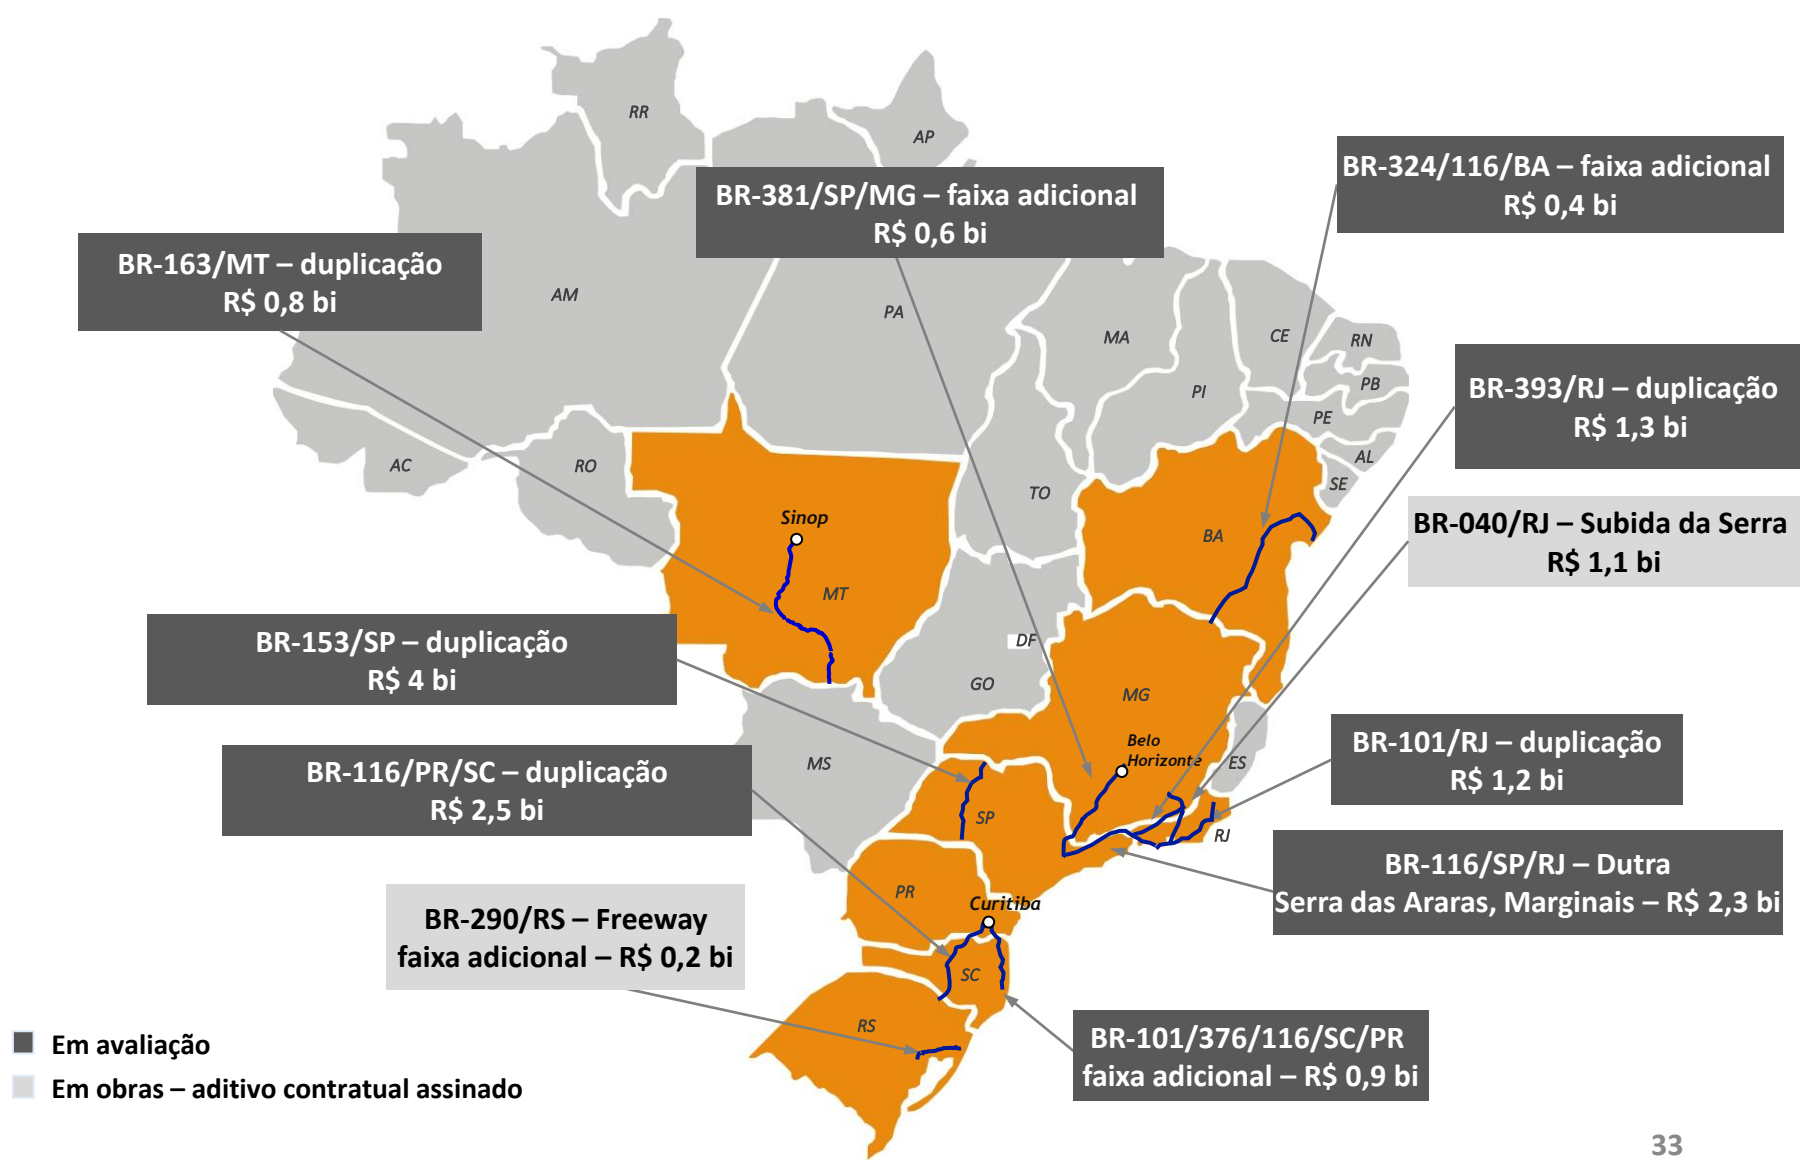 RR
AP
BR-324/116/BA – faixa adicional
R$ 0,4 bi
BR-381/SP/MG – faixa adicional
R$ 0,6 bi
BR-163/MT – duplicação
R$ 0,8 bi
AM
PA
MA
CE
RN
PI
PB
PE
AL
SE
BR-393/RJ – duplicação
R$ 1,3 bi
AC
RO
TO
Sinop
BA
BR-040/RJ – Subida da Serra
R$ 1,1 bi
MT
DF
GO
MG
BR-153/SP – duplicação
R$ 4 bi
Belo
Horizonte
ES
MS
BR-101/RJ – duplicação
R$ 1,2 bi
BR-116/PR/SC – duplicação
R$ 2,5 bi
SP
RJ
BR-116/SP/RJ – Dutra
Serra das Araras, Marginais – R$ 2,3 bi
PR
Curitiba
BR-290/RS – Freeway
faixa adicional – R$ 0,2 bi
SC
RS
BR-101/376/116/SC/PR
faixa adicional – R$ 0,9 bi
Em avaliação
Em obras – aditivo contratual assinado
33